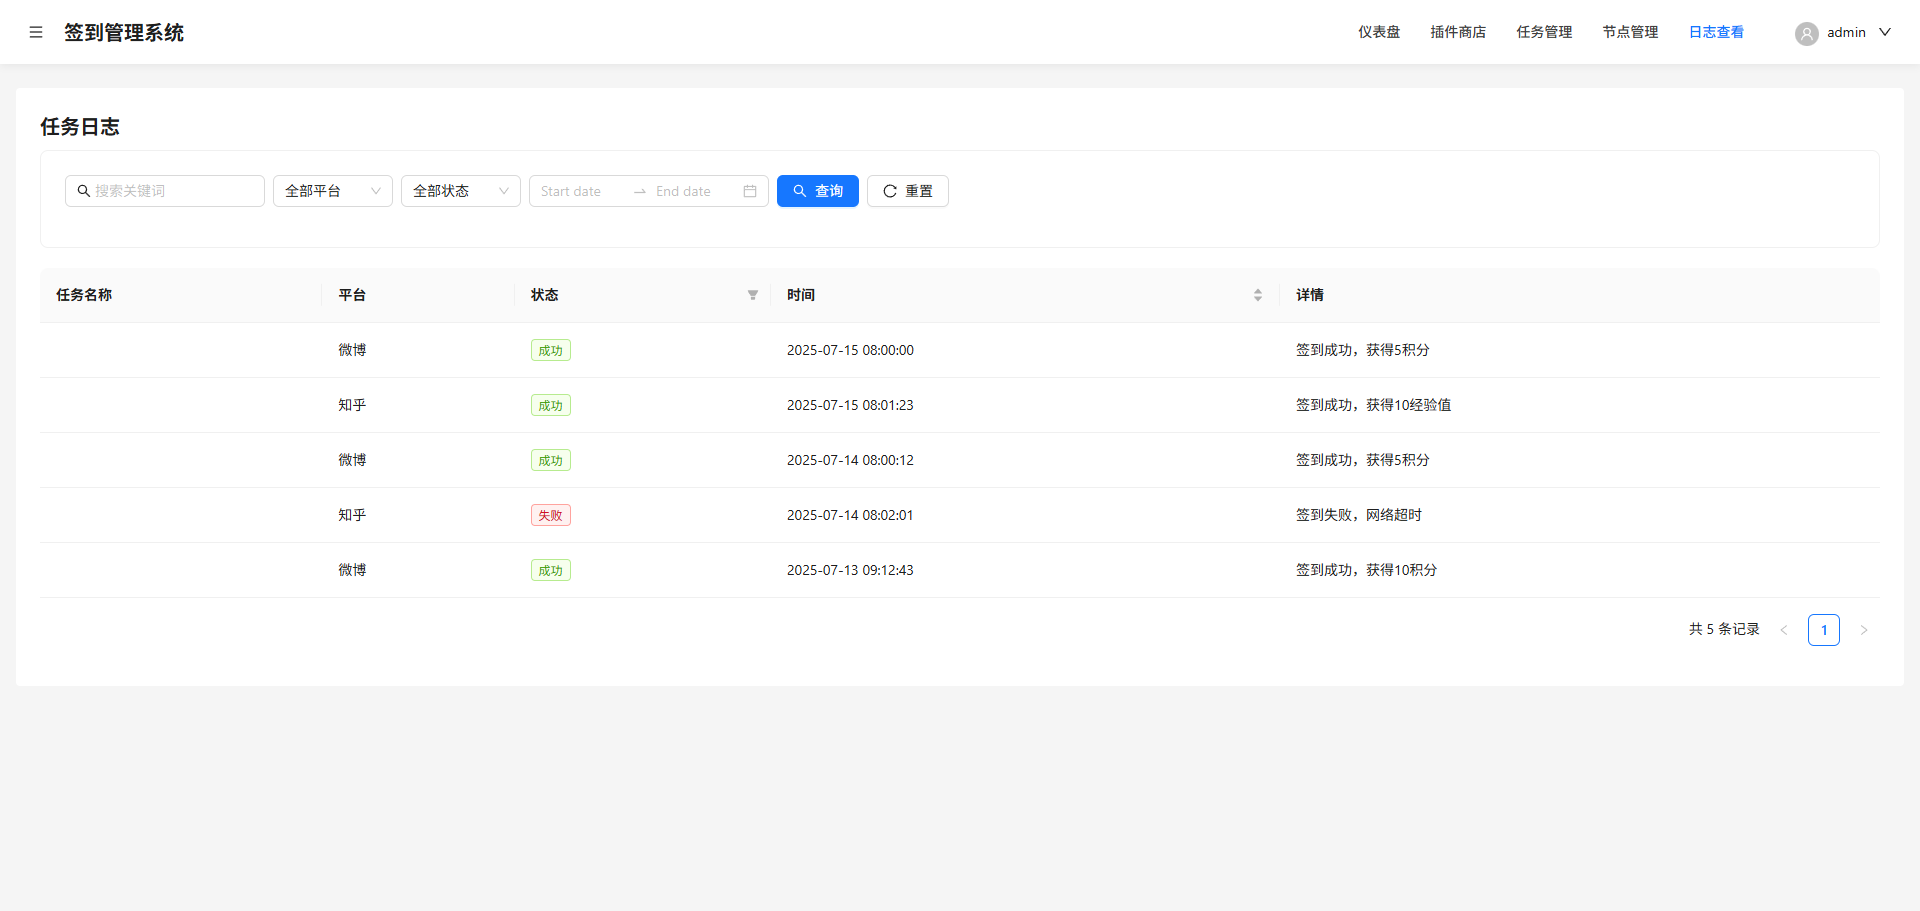 签到管理系统 仪表盘 插件商店 任务管理 节点管理 日志查看 admin
任务日志
搜索关键词 全部平台 全部状态 Start date End date 查询 重置
任务名称 平台 状态 时间 详情
微博 成功 2025-07-15 08:00:00 签到成功，获得5积分
知乎 成功 2025-07-15 08:01:23 签到成功，获得10经验值
微博 成功 2025-07-14 08:00:12 签到成功，获得5积分
知乎 失败 2025-07-14 08:02:01 签到失败，网络超时
微博 成功 2025-07-13 09:12:43 签到成功，获得10积分
共 5 条记录 1